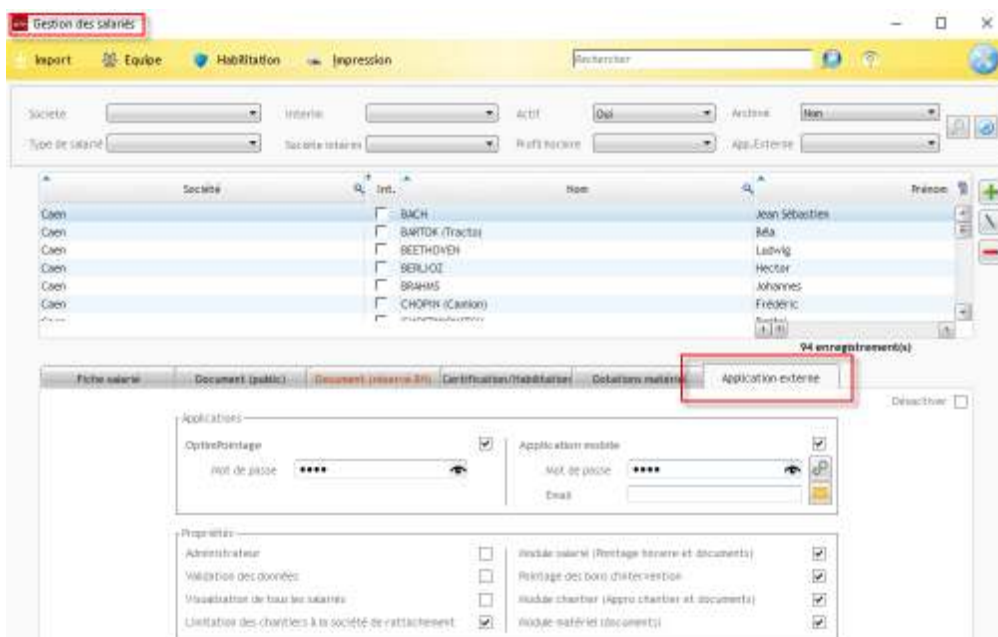 Gestion des salariés
Import Equipe Habilitation Impression Rechercher
Société Intérim Actif Oui Archivé Non
Type de salarié Société intérim Profil horaire App.Externe
Société Int. Nom Prénom
Caen BACH Jean Sébastien
Caen BARTOK (Tracto) Béla
Caen BEETHOVEN Ludwig
Caen BERLIOZ Hector
Caen BRAHMS Johannes
Caen CHOPIN (Camion) Frédéric
94 enregistrement(s)
Fiche salarié Document (public) Document (réservé RH) Certification/Habilitation Dotations matériel Application externe
Désactiver
Applications
OptimPointage Application mobile
Mot de passe •••• Mot de passe ••••
Email
Propriétés
Administrateur Module salarié (Pointage horaire et documents)
Validation des données Pointage des bons d'intervention
Visualisation de tous les salariés Module chantier (Appro chantier et documents)
Limitation des chantiers à la société de rattachement Module matériel (documents)